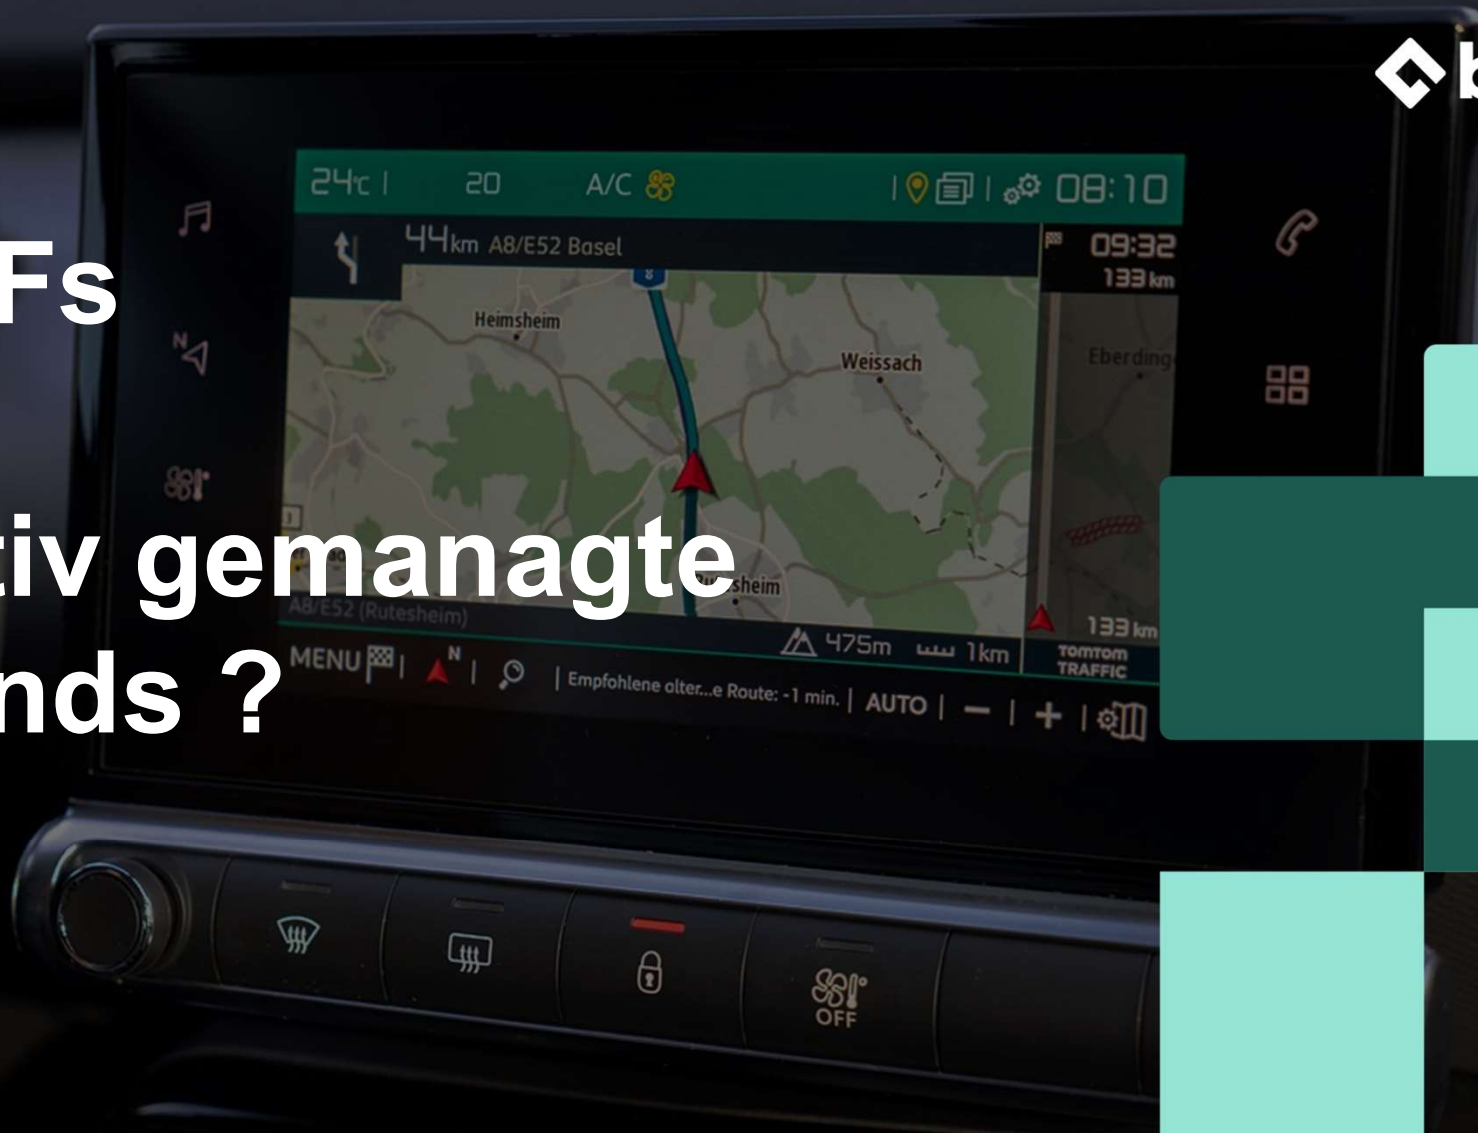 b
24°C | 20 A/C | | 08:10
44km A8/E52 Basel
09:32
133 km
8
Fs
Heimsheim
Weissach
Eberding
N
tiv gemanagte
sheim
A8/E52 (Rutesheim)
133 km
475m 1km
TOMTOM
TRAFFIC
nds ?
MENU | N | | Empfohlene alter...e Route: -1 min. | AUTO | − | + |
OFF